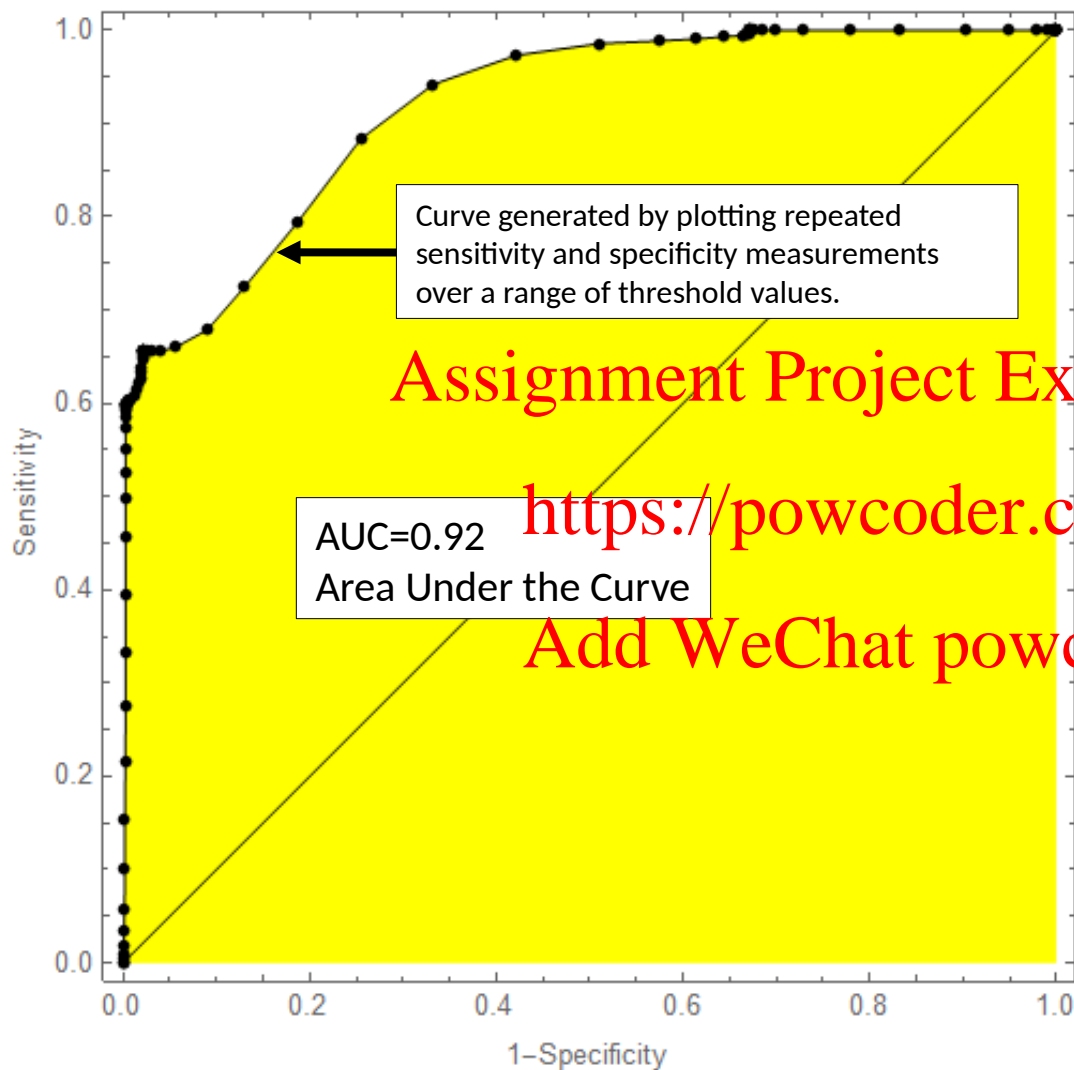 1.0
0.8
0.6
0.4
0.2
0.0
Sensitivity
Curve generated by plotting repeated
sensitivity and specificity measurements
over a range of threshold values.
Assignment Project Ex
https://powcoder.c
AUC=0.92
Area Under the Curve
Add WeChat powc
0.0 0.2 0.4 0.6 0.8 1.0
1−Specificity